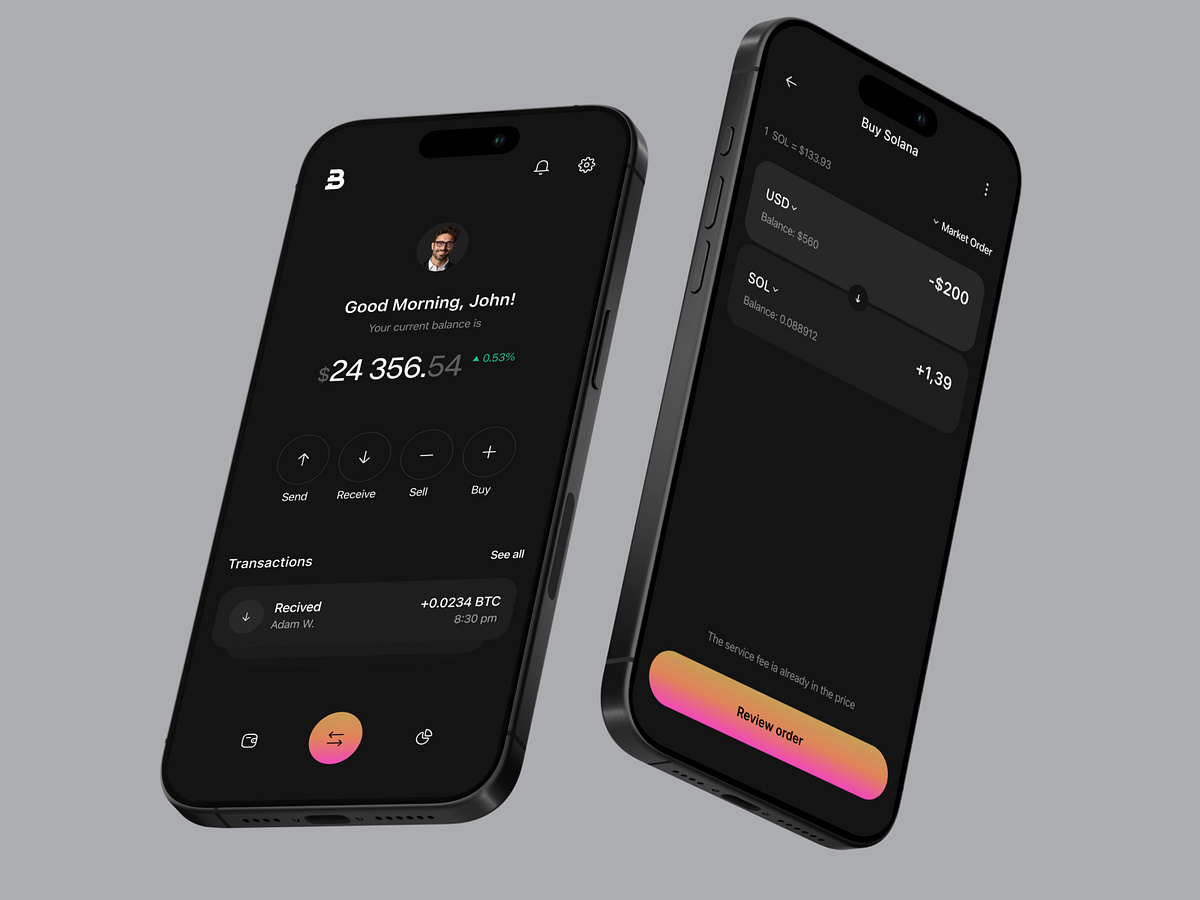 B
Good Morning, John!
Your current balance is
$24 356.54 ▲ 0.53%
Send
Receive
Sell
Buy
Transactions
See all
Recived
+0.0234 BTC
Adam W.
8:30 pm
Buy Solana
1 SOL = $133.93
Market Order
USD
Balance: $560
-$200
SOL
Balance: 0.088912
+1,39
The service fee ia already in the price
Review order